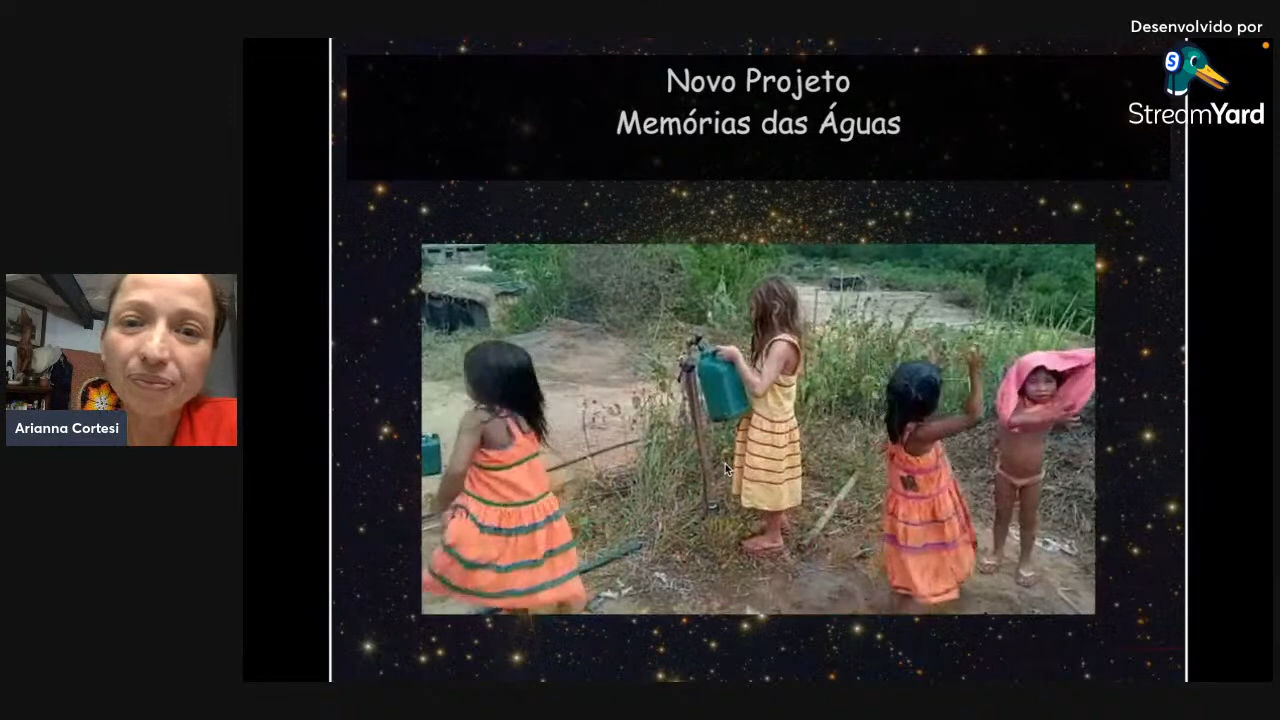 Desenvolvido por
S
StreamYard
Novo Projeto
Memórias das Águas
Arianna Cortesi